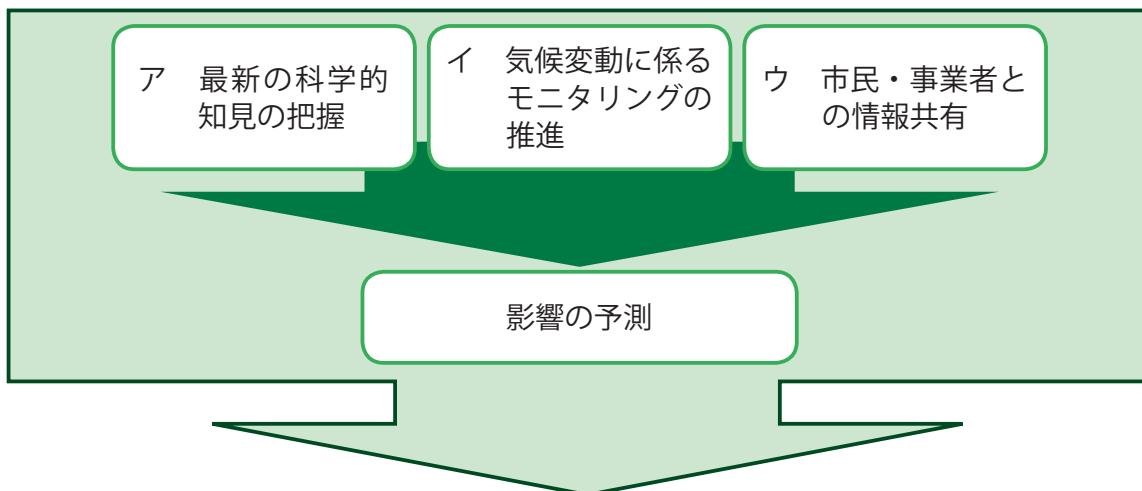 ア　最新の科学的
知見の把握
イ　気候変動に係る
モニタリングの
推進
ウ　市民・事業者と
の情報共有
影響の予測